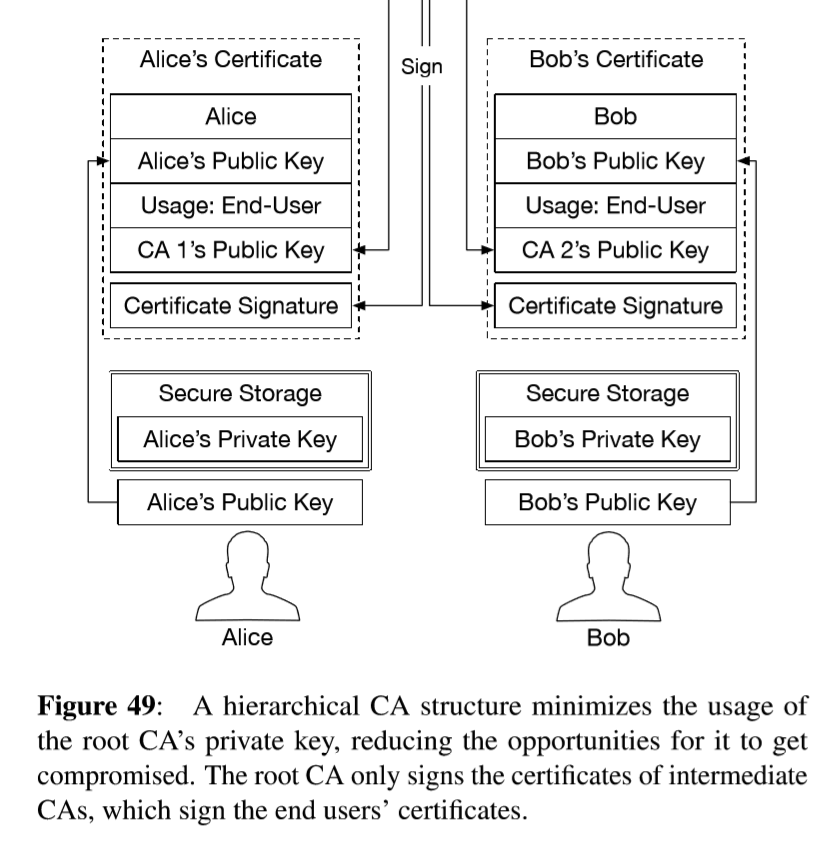 Alice's Certificate
Sign
Bob's Certificate
Alice
Bob
Alice's Public Key
Bob's Public Key
Usage: End-User
Usage: End-User
CA 1's Public Key
CA 2's Public Key
Certificate Signature
Certificate Signature
Secure Storage
Secure Storage
Alice's Private Key
Bob's Private Key
Alice's Public Key
Bob's Public Key
Alice
Bob
Figure 49: A hierarchical CA structure minimizes the usage of
the root CA's private key, reducing the opportunities for it to get
compromised. The root CA only signs the certificates of intermediate
CAs, which sign the end users' certificates.